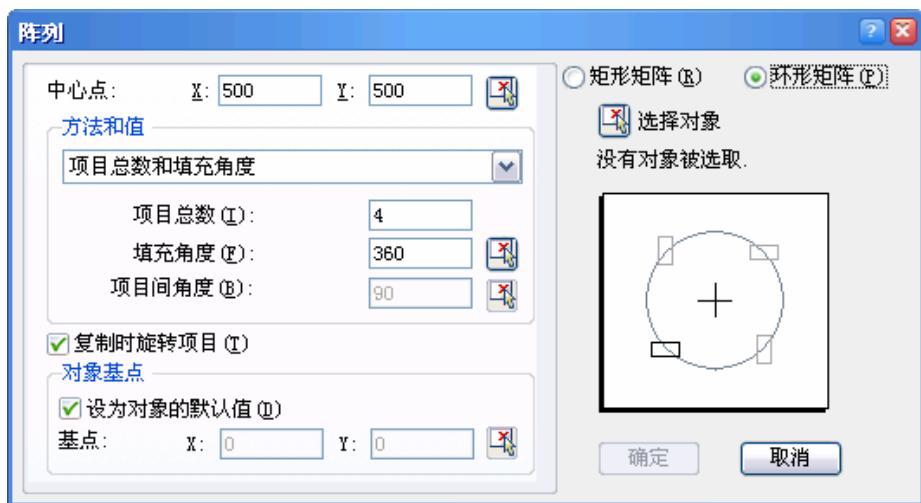 阵列
中心点: X: 500 Y: 500
方法和值
项目总数和填充角度
项目总数(I): 4
填充角度(F): 360
项目间角度(B): 90
复制时旋转项目(T)
对象基点
设为对象的默认值(D)
基点: X: 0 Y: 0
矩形矩阵(R) 环形矩阵(P)
选择对象
没有对象被选取.
确定 取消